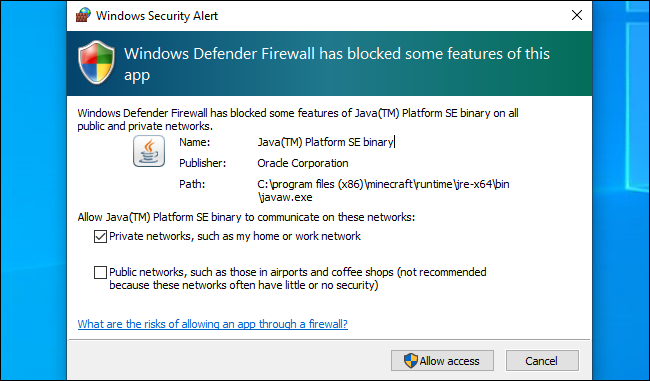 Windows Security Alert
Windows Defender Firewall has blocked some features of this
app
Windows Defender Firewall has blocked some features of Java(TM) Platform SE binary on all
public and private networks.
Name: Java(TM) Platform SE binary
Publisher: Oracle Corporation
Path: C:\program files (x86)\minecraft\runtime\jre-x64\bin
\javaw.exe
Allow Java(TM) Platform SE binary to communicate on these networks:
Private networks, such as my home or work network
Public networks, such as those in airports and coffee shops (not recommended
because these networks often have little or no security)
What are the risks of allowing an app through a firewall?
Allow access Cancel